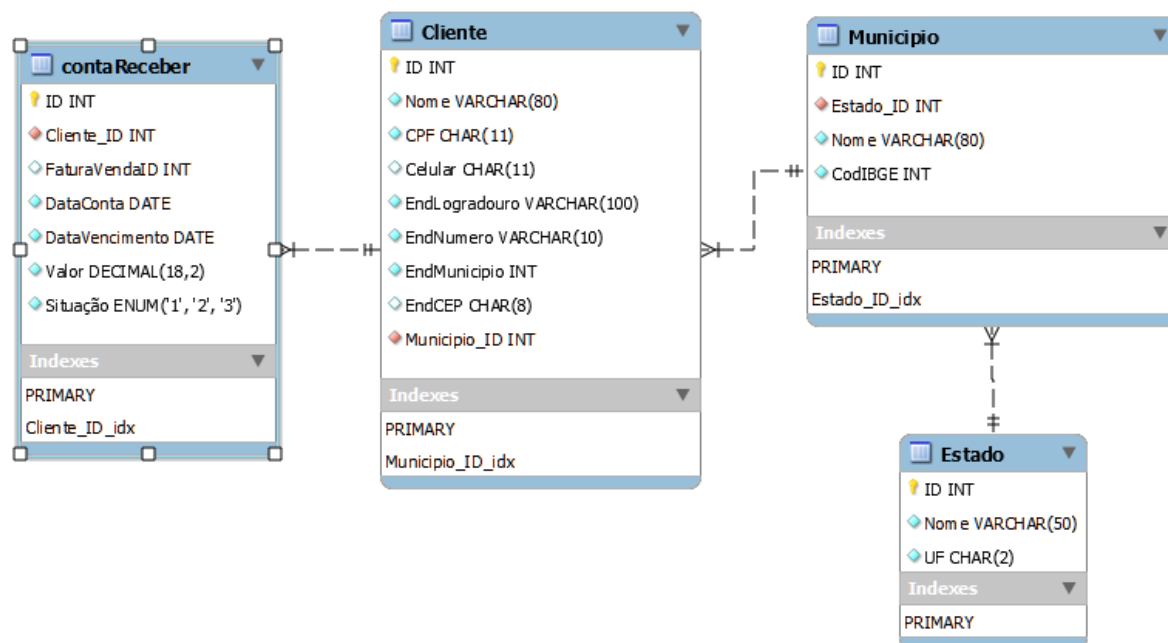 contaReceber
ID INT
Cliente_ID INT
FaturaVendaID INT
DataConta DATE
DataVencimento DATE
Valor DECIMAL(18,2)
Situação ENUM('1', '2', '3')
Indexes
PRIMARY
Cliente_ID_idx
Cliente
ID INT
Nome VARCHAR(80)
CPF CHAR(11)
Celular CHAR(11)
EndLogradouro VARCHAR(100)
EndNumero VARCHAR(10)
EndMunicipio INT
EndCEP CHAR(8)
Municipio_ID INT
Indexes
PRIMARY
Municipio_ID_idx
Municipio
ID INT
Estado_ID INT
Nome VARCHAR(80)
CodIBGE INT
Indexes
PRIMARY
Estado_ID_idx
Estado
ID INT
Nome VARCHAR(50)
UF CHAR(2)
Indexes
PRIMARY